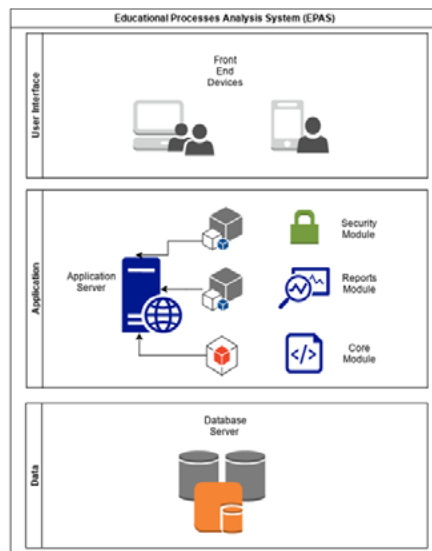 Educational Processes Analysis System (EPAS)
User Interface
Front
End
Devices
Application
Application
Server
Security
Module
Reports
Module
</>
Core
Module
Data
Database
Server